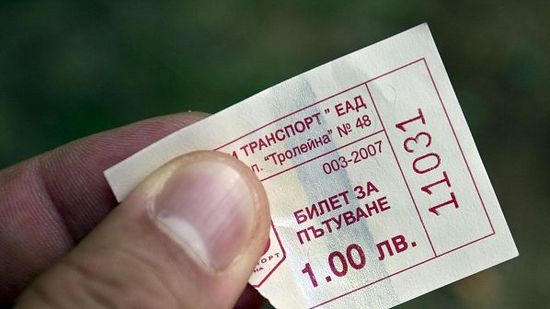 ТРАНСПОРТ" ЕАД
"Тролейна" № 48
003-2007
БИЛЕТ ЗА
ПЪТУВАНЕ
1.00 ЛВ.
11031